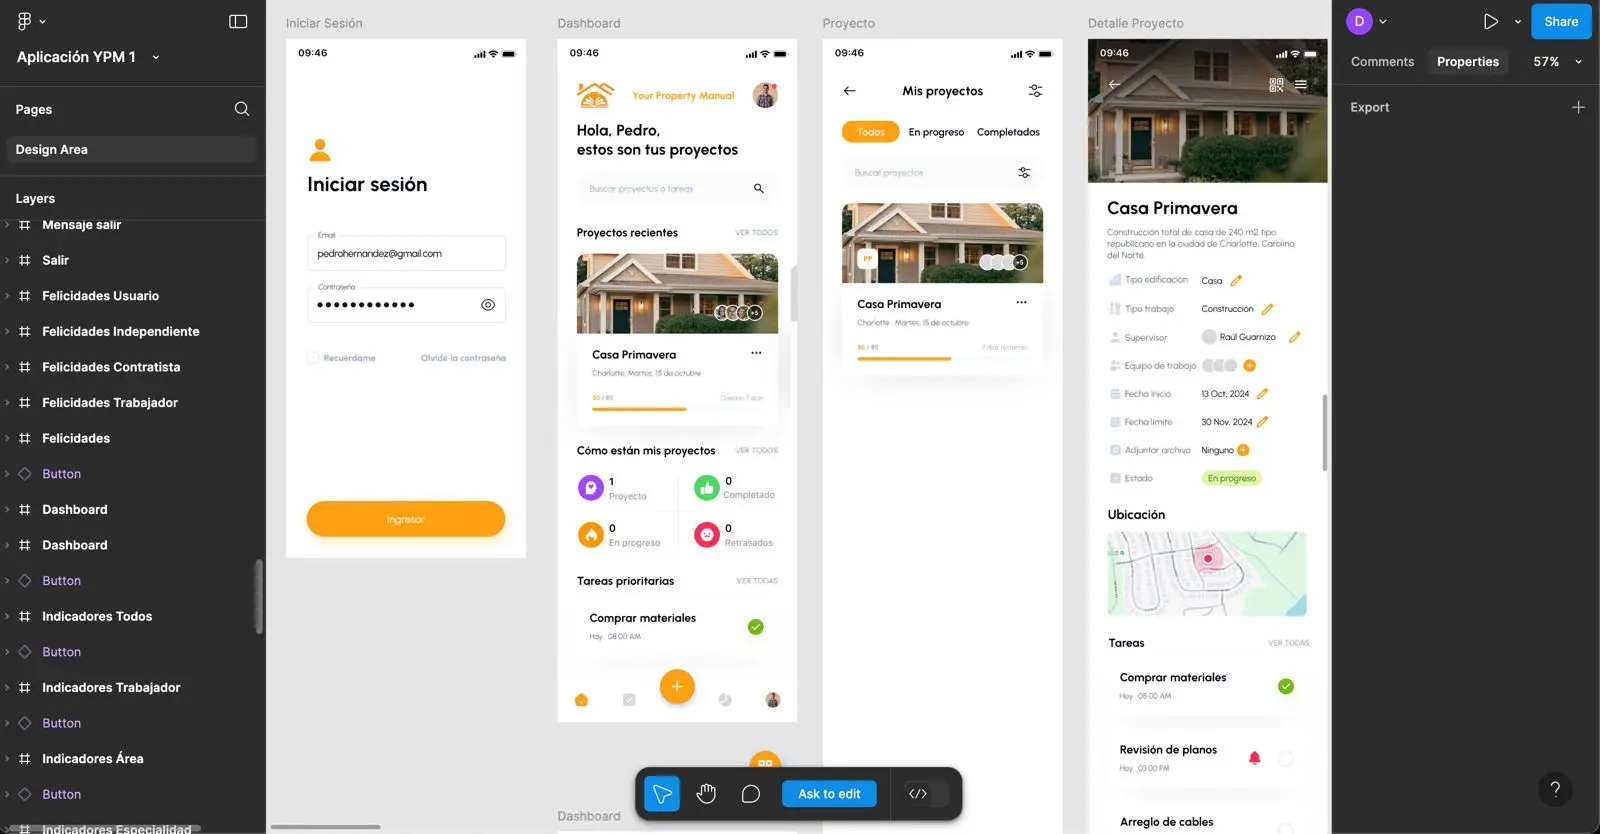 Aplicación YPM 1
Pages
Design Area
Layers
Mensaje salir
Salir
Felicidades Usuario
Felicidades Independiente
Felicidades Contratista
Felicidades Trabajador
Felicidades
Button
Dashboard
Dashboard
Button
Indicadores Todos
Button
Indicadores Trabajador
Button
Indicadores Área
Button
Indicadores Especialidad
Iniciar Sesión
09:46
Iniciar sesión
Email
pedrohernandez@gmail.com
Contraseña
Recuérdame
Olvidé la contraseña
Ingresar
Dashboard
09:46
Your Property Manual
Hola, Pedro,
estos son tus proyectos
Buscar proyectos o tareas
Proyectos recientes
VER TODOS
+5
Casa Primavera
Charlotte. Martes, 15 de octubre
50 / 80
Quedan 7 días
Cómo están mis proyectos
VER TODOS
1
Proyecto
0
Completado
0
En progreso
0
Retrasados
Tareas prioritarias
VER TODAS
Comprar materiales
Hoy 08:00 AM
Dashboard
Proyecto
09:46
Mis proyectos
Todos
En progreso
Completadas
Buscar proyectos
PP
+5
Casa Primavera
Charlotte Martes, 15 de octubre
50 / 80
7 días restantes
Detalle Proyecto
09:46
Casa Primavera
Construcción total de casa de 240 m2 tipo
republicano en la ciudad de Charlotte, Carolina
del Norte.
Tipo edificación
Casa
Tipo trabajo
Construcción
Supervisor
Raúl Guarnizo
Equipo de trabajo
Fecha Inicio
13 Oct. 2024
Fecha límite
30 Nov. 2024
Adjuntar archivo
Ninguno
Estado
En progreso
Ubicación
Tareas
VER TODAS
Comprar materiales
Hoy 08:00 AM
Revisión de planos
Hoy 03:00 PM
Arreglo de cables
Ask to edit
D
Share
Comments
Properties
57%
Export
?